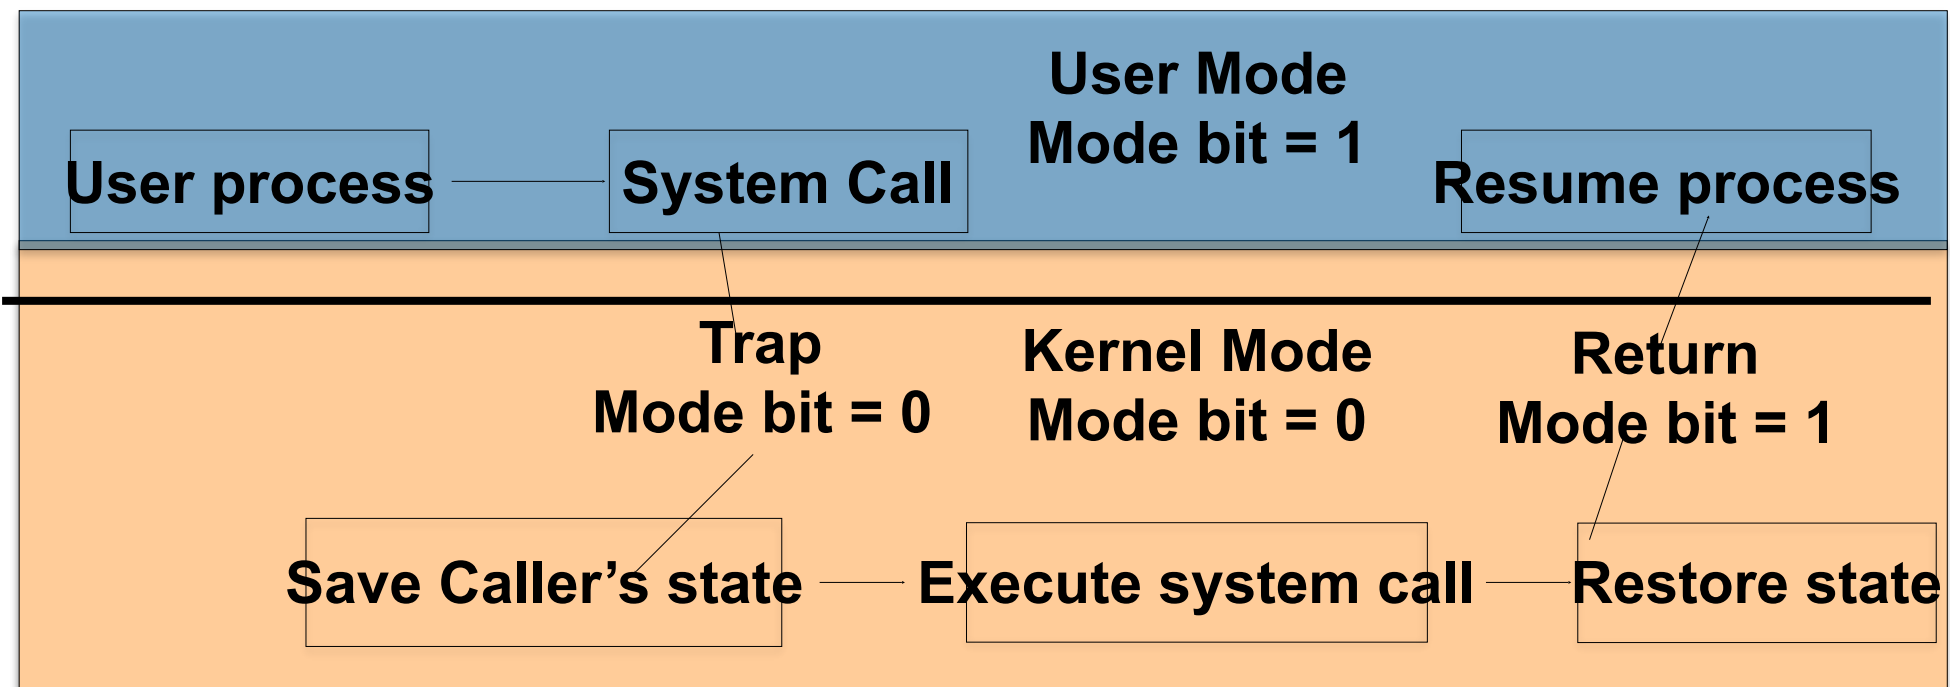 User Mode
Mode bit = 1
User process
System Call
Resume process
Trap
Mode bit = 0
Kernel Mode
Mode bit = 0
Return
Mode bit = 1
Save Caller’s state
Execute system call
Restore state